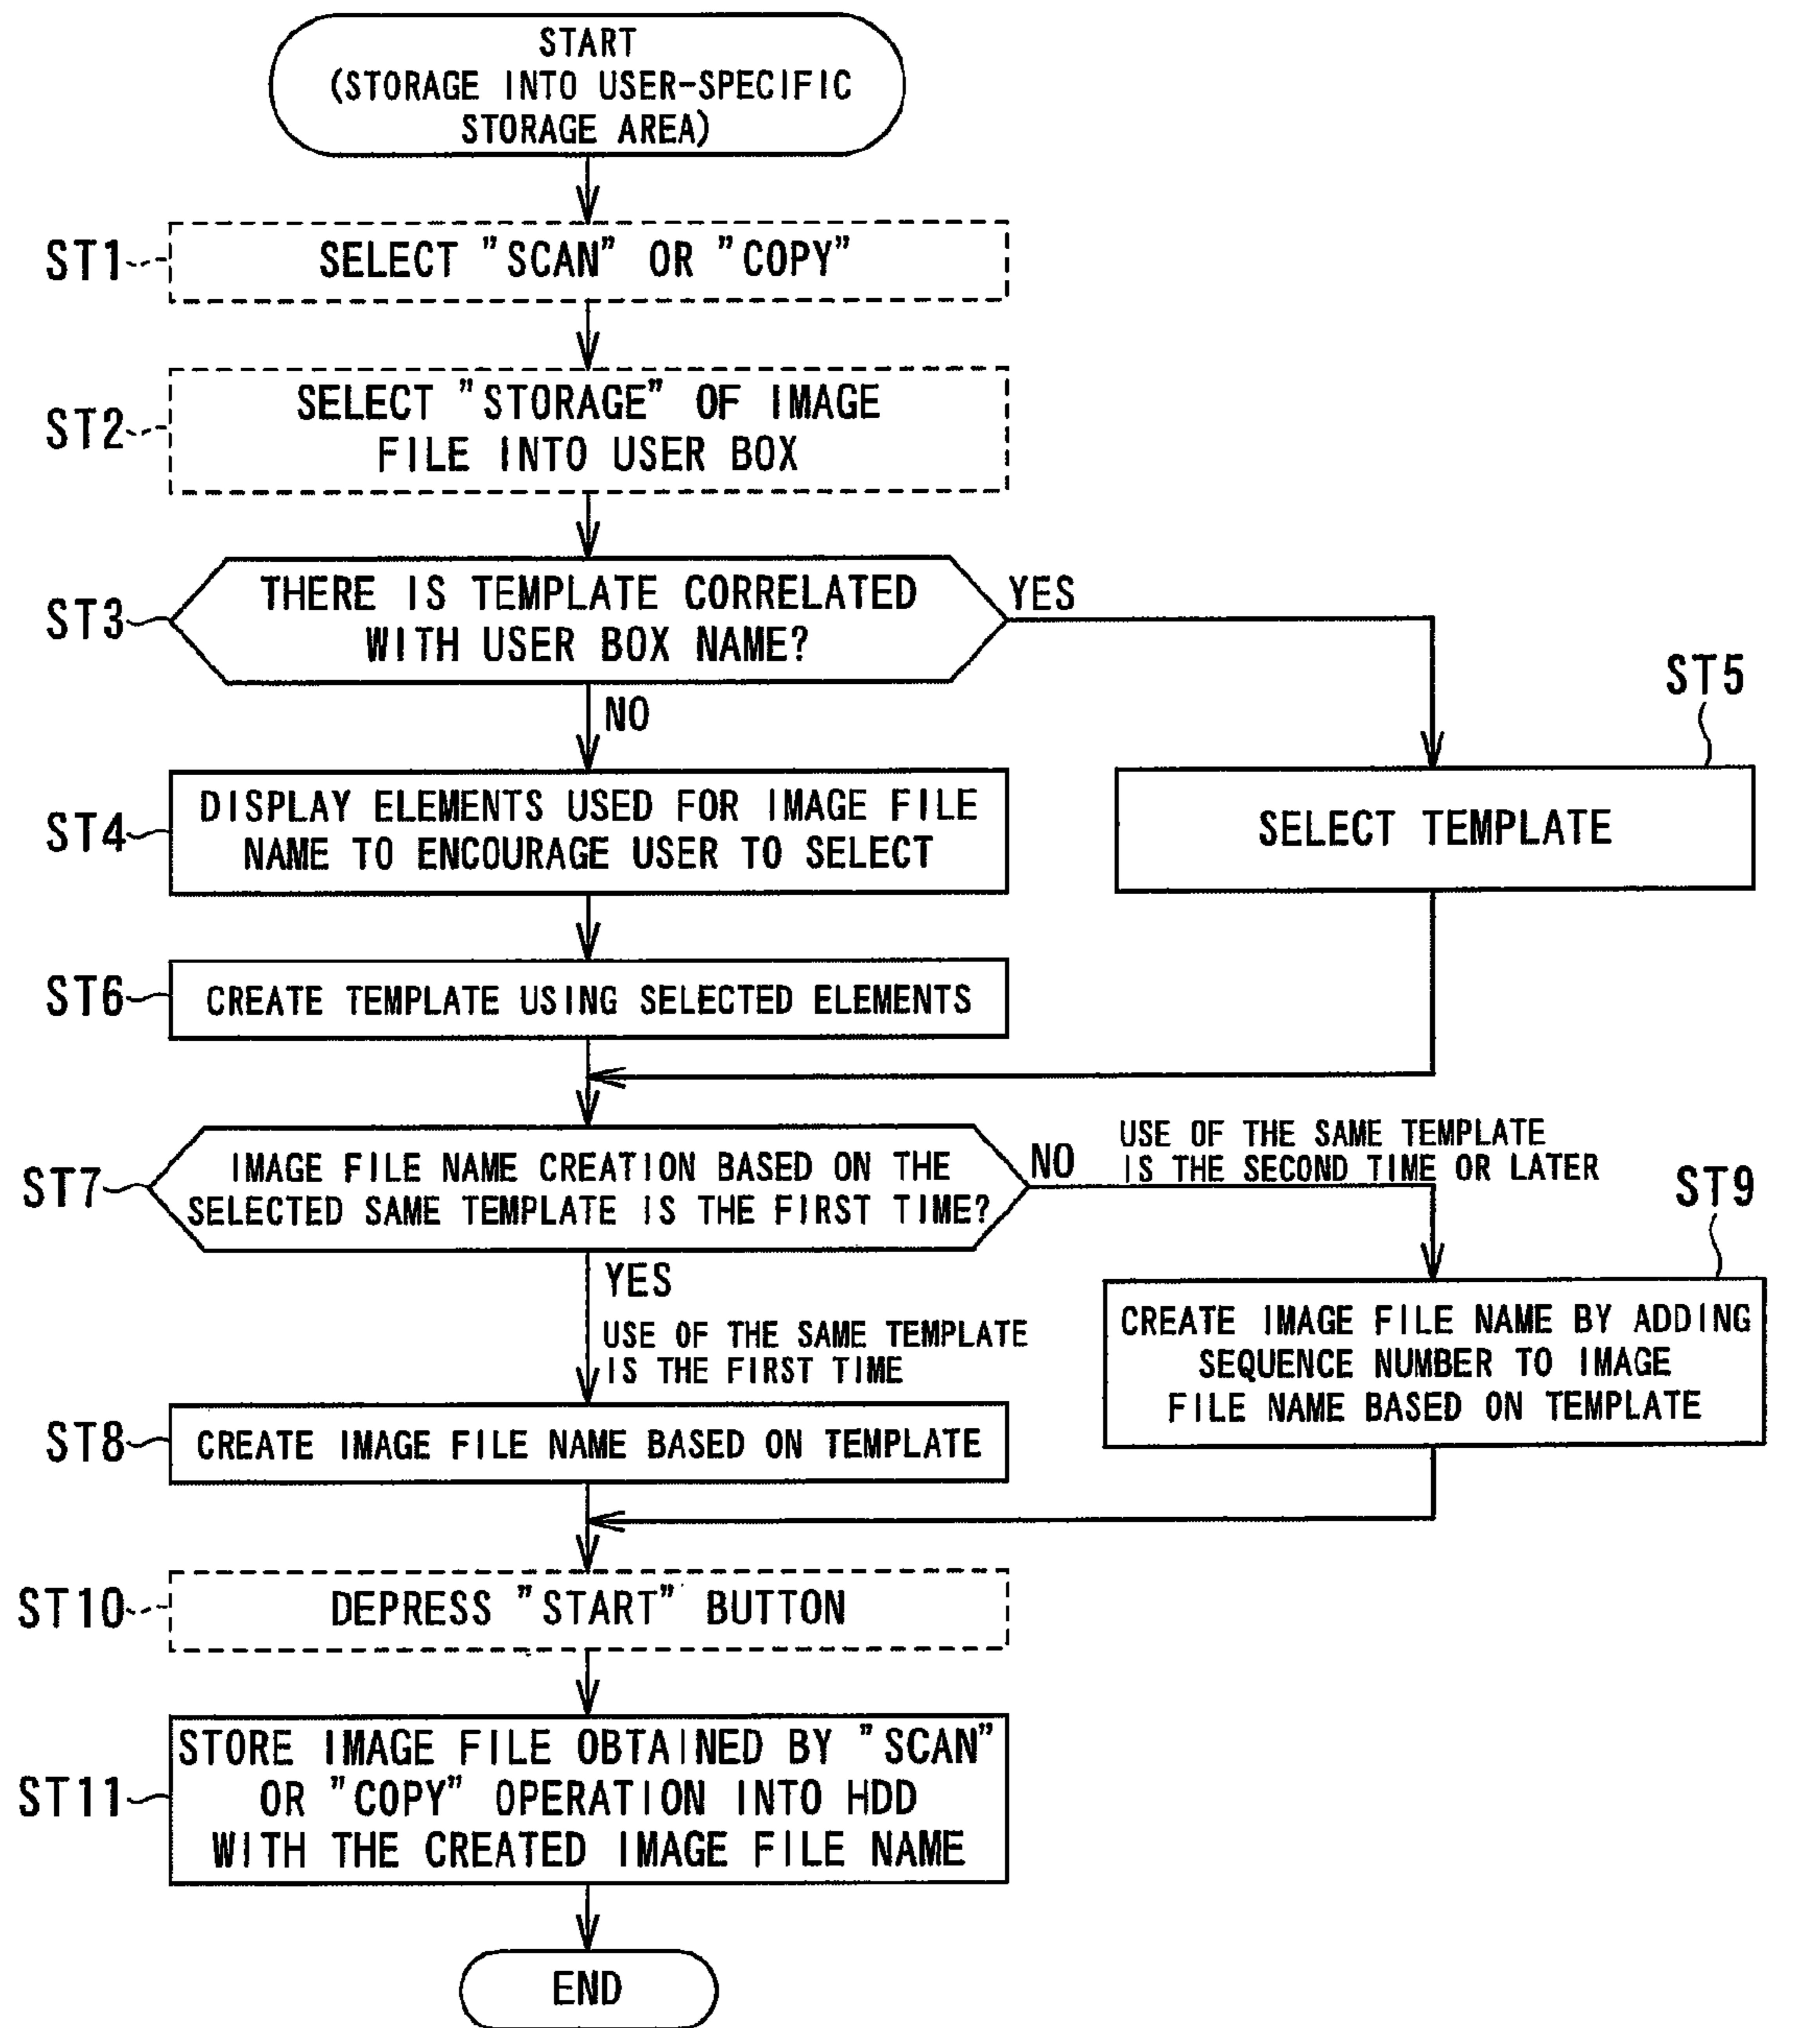 START
(STORAGE INTO USER-SPECIFIC
STORAGE AREA)
ST1
SELECT "SCAN" OR "COPY"
ST2
SELECT "STORAGE" OF IMAGE
FILE INTO USER BOX
ST3
THERE IS TEMPLATE CORRELATED
WITH USER BOX NAME?
YES
NO
ST5
SELECT TEMPLATE
ST4
DISPLAY ELEMENTS USED FOR IMAGE FILE
NAME TO ENCOURAGE USER TO SELECT
ST6
CREATE TEMPLATE USING SELECTED ELEMENTS
ST7
IMAGE FILE NAME CREATION BASED ON THE
SELECTED SAME TEMPLATE IS THE FIRST TIME?
NO
USE OF THE SAME TEMPLATE
IS THE SECOND TIME OR LATER
YES
USE OF THE SAME TEMPLATE
IS THE FIRST TIME
ST9
CREATE IMAGE FILE NAME BY ADDING
SEQUENCE NUMBER TO IMAGE
FILE NAME BASED ON TEMPLATE
ST8
CREATE IMAGE FILE NAME BASED ON TEMPLATE
ST10
DEPRESS "START" BUTTON
ST11
STORE IMAGE FILE OBTAINED BY "SCAN"
OR "COPY" OPERATION INTO HDD
WITH THE CREATED IMAGE FILE NAME
END